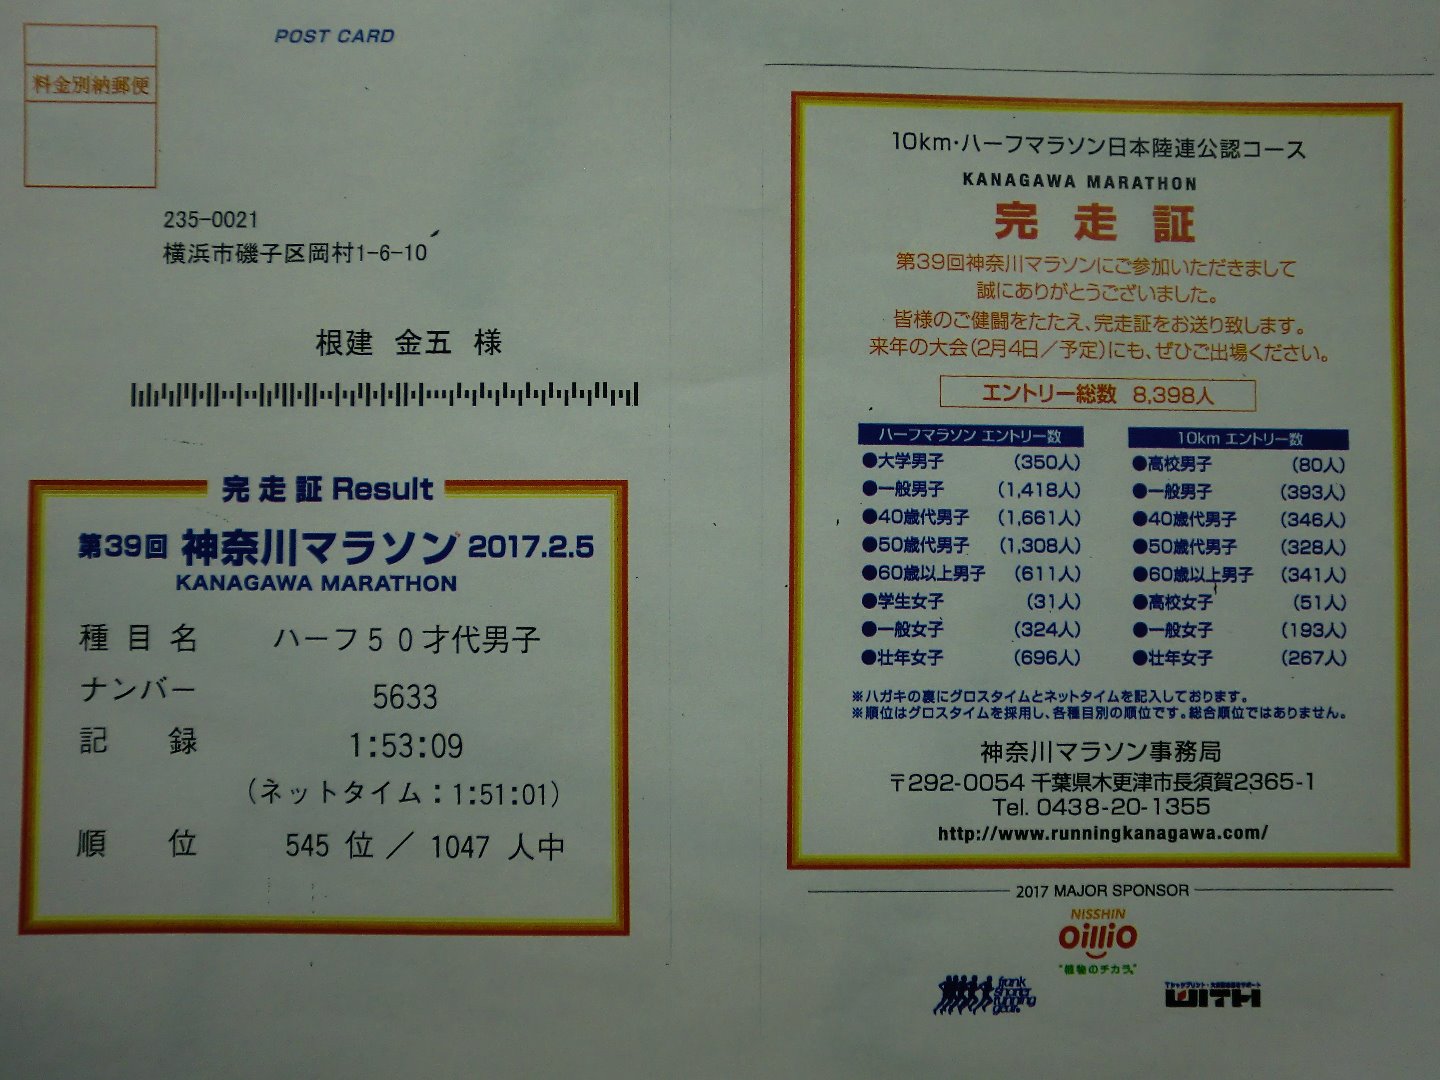 POST CARD
料金別納郵便
235-0021
横浜市磯子区岡村1-6-10
根建 金五 様
完走証 Result
第39回 神奈川マラソン 2017.2.5
KANAGAWA MARATHON
種目名 ハーフ５０才代男子
ナンバー 5633
記 録 1:53:09
(ネットタイム:1:51:01)
順 位 545 位 ／ 1047 人中
10km・ハーフマラソン日本陸連公認コース
KANAGAWA MARATHON
完走証
第39回神奈川マラソンにご参加いただきまして
誠にありがとうございました。
皆様のご健闘をたたえ、完走証をお送り致します。
来年の大会(2月4日／予定)にも、ぜひご出場ください。
エントリー総数 8,398人
ハーフマラソン エントリー数
●大学男子 (350人)
●一般男子 (1,418人)
●40歳代男子 (1,661人)
●50歳代男子 (1,308人)
●60歳以上男子 (611人)
●学生女子 (31人)
●一般女子 (324人)
●壮年女子 (696人)
10km エントリー数
●高校男子 (80人)
●一般男子 (393人)
●40歳代男子 (346人)
●50歳代男子 (328人)
●60歳以上男子 (341人)
●高校女子 (51人)
●一般女子 (193人)
●壮年女子 (267人)
※ハガキの裏にグロスタイムとネットタイムを記入しております。
※順位はグロスタイムを採用し、各種目別の順位です。総合順位ではありません。
神奈川マラソン事務局
〒292-0054 千葉県木更津市長須賀2365-1
Tel. 0438-20-1355
http://www.runningkanagawa.com/
2017 MAJOR SPONSOR
NISSHIN
OilliO
"植物のチカラ"
frank
shorter
running
gear
WITH